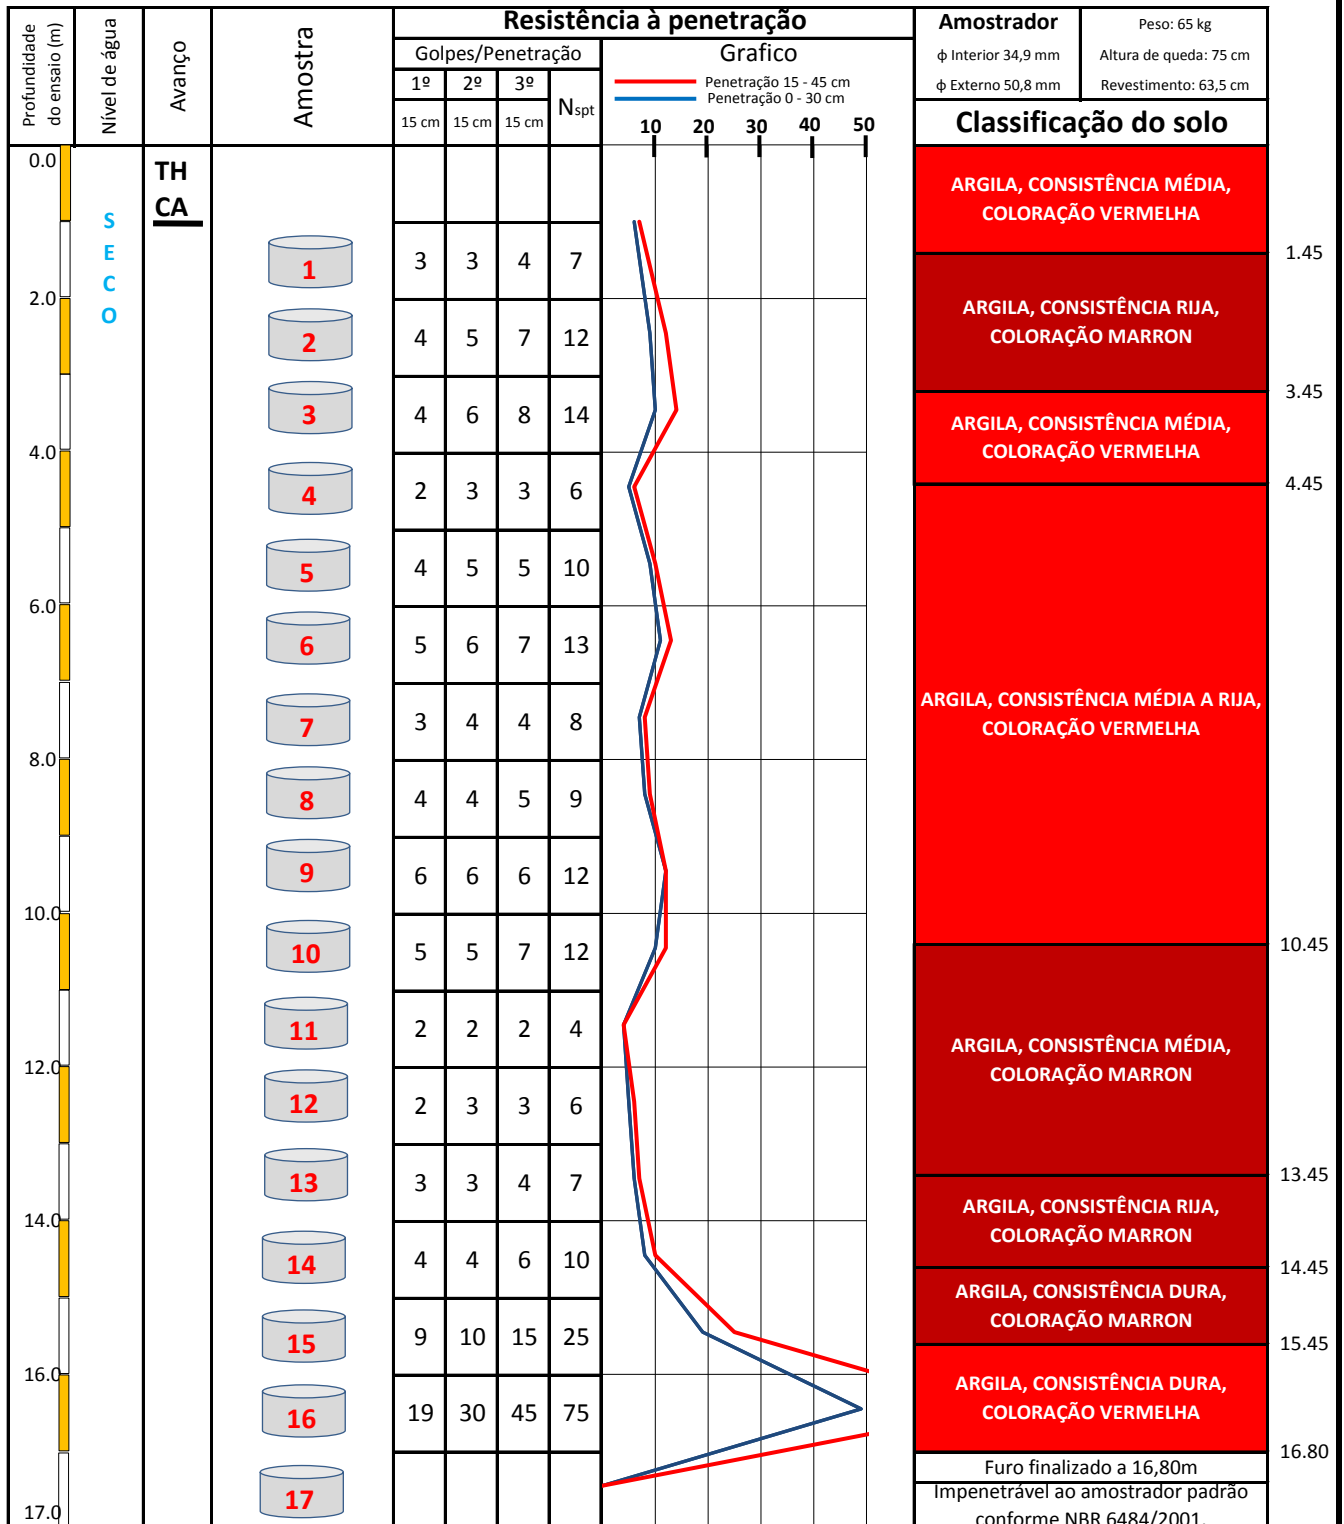 Profundidade do ensaio (m)
Nível de água
Avanço
Amostra
Resistência à penetração
Golpes/Penetração
1º 2º 3º
15 cm 15 cm 15 cm
Nspt
Grafico
Penetração 15 - 45 cm
Penetração 0 - 30 cm
10 20 30 40 50
Amostrador
ϕ Interior 34,9 mm
ϕ Externo 50,8 mm
Peso: 65 kg
Altura de queda: 75 cm
Revestimento: 63,5 cm
Classificação do solo
0.0
TH
CA
S
E
C
O
ARGILA, CONSISTÊNCIA MÉDIA,
COLORAÇÃO VERMELHA
1.45
1 3 3 4 7
2.0
ARGILA, CONSISTÊNCIA RIJA,
COLORAÇÃO MARRON
2 4 5 7 12
3.45
3 4 6 8 14
ARGILA, CONSISTÊNCIA MÉDIA,
COLORAÇÃO VERMELHA
4.0
4.45
4 2 3 3 6
5 4 5 5 10
6.0
6 5 6 7 13
ARGILA, CONSISTÊNCIA MÉDIA A RIJA,
COLORAÇÃO VERMELHA
7 3 4 4 8
8.0
8 4 4 5 9
9 6 6 6 12
10.0
10 5 5 7 12
10.45
11 2 2 2 4
ARGILA, CONSISTÊNCIA MÉDIA,
COLORAÇÃO MARRON
12.0
12 2 3 3 6
13 3 3 4 7
13.45
14.0
ARGILA, CONSISTÊNCIA RIJA,
COLORAÇÃO MARRON
14 4 4 6 10
14.45
ARGILA, CONSISTÊNCIA DURA,
COLORAÇÃO MARRON
15 9 10 15 25
15.45
16.0
ARGILA, CONSISTÊNCIA DURA,
COLORAÇÃO VERMELHA
16 19 30 45 75
16.80
Furo finalizado a 16,80m
17
17.0
Impenetrável ao amostrador padrão
conforme NBR 6484/2001.